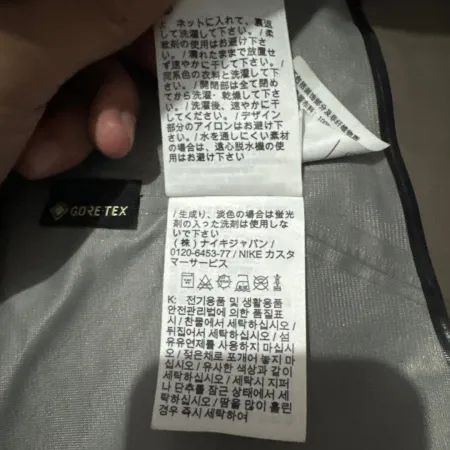 ネットに入れて、裏返
して洗濯して下さい。/ 柔
軟剤の使用はお避け下さ
い。/ 濡れたままで放置せ
ず速やかに干して下さい。/
同系色の衣料と洗濯して下
さい。/ 開閉部は全て閉め
てから洗濯・乾燥して下さ
い。/ 洗濯後、速やかに干
してください。/ デザイン
部分のアイロンはお避け下
さい。/ 水を通しにくい素材
の場合は、遠心脱水機の使用
はお避け下さい。
GORE-TEX
/ 生成り、淡色の場合は蛍光
剤の入った洗剤は使用しな
いで下さい。
(株) ナイキジャパン /
0120-6453-77 / NIKE カスタ
マーサービス
K: 전기용품 및 생활용품
안전관리법에 의한 품질표
시 / 찬물에서 세탁하십시오 /
뒤집어서 세탁하십시오 / 섬
유유연제를 사용하지 마십시
오 / 젖은채로 포개어 놓지 마
십시오 / 유사한 색상과 같이
세탁하십시오 / 세탁시 지퍼
나 단추를 잠근 상태에서 세
탁하십시오 / 땀을 많이 흘린
경우 즉시 세탁하여